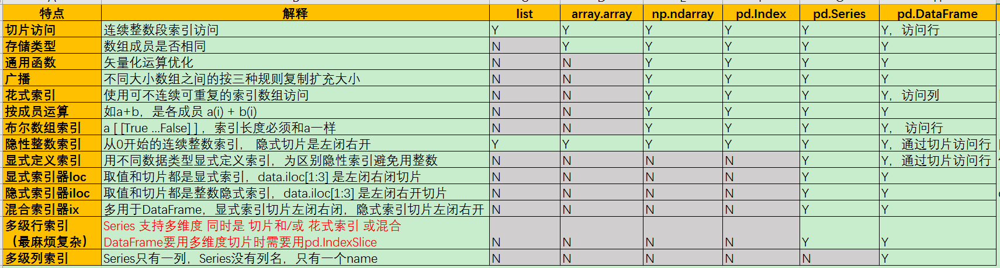 特点 解释 list array.array np.ndarray pd.Index pd.Series pd.DataFrame
切片访问 连续整数段索引访问 Y Y Y Y Y Y，访问行
存储类型 数组成员是否相同 N Y Y Y Y Y
通用函数 矢量化运算优化 N N Y Y Y Y
广播 不同大小数组之间的按三种规则复制扩充大小 N N Y Y Y Y
花式索引 使用可不连续可重复的索引数组访问 N N Y Y Y Y，访问列
按成员运算 如a+b，是各成员 a(i) + b(i) N N Y Y Y Y
布尔数组索引 a [ [True ...False] ] ，索引长度必须和a一样 N N Y Y Y Y， 访问行
隐性整数索引 从0开始的连续整数索引， 隐式切片是左闭右开 Y Y Y Y Y Y，通过切片访问行
显式定义索引 用不同数据类型显式定义索引，为区别隐性索引避免用整数 N N N N Y Y，通过切片访问行
显式索引器loc 取值和切片都是显式索引，data.iloc[1:3] 是左闭右闭切片 N N N N Y Y
隐式索引器iloc 取值和切片都是整数隐式索引，data.iloc[1:3] 是左闭右开切片 N N N N Y Y
混合索引器ix 多用于DataFrame，显式索引切片左闭右闭，隐式索引切片左闭右开 N N N N Y Y
多级行索引 Series 支持多维度 同时是 切片和/或 花式索引 或混合
（最麻烦复杂） DataFrame要用多维度切片时需要用pd.IndexSlice N N N N Y Y
多级列索引 Series只有一列，Series没有列名，只有一个name N N N N N Y